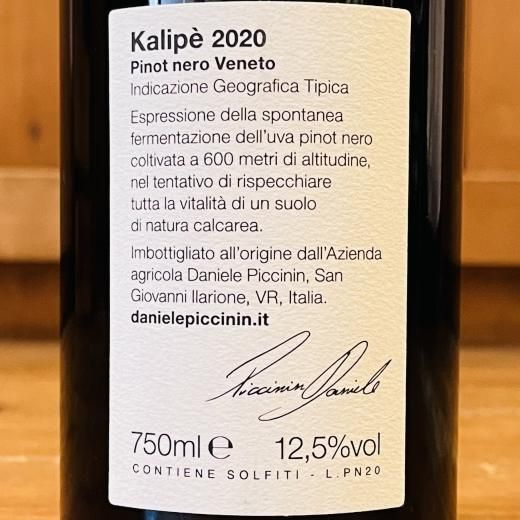 Kalipè 2020
Pinot nero Veneto
Indicazione Geografica Tipica
Espressione della spontanea
fermentazione dell'uva pinot nero
coltivata a 600 metri di altitudine,
nel tentativo di rispecchiare
tutta la vitalità di un suolo
di natura calcarea.
Imbottigliato all'origine dall'Azienda
agricola Daniele Piccinin, San
Giovanni Ilarione, VR, Italia.
danielepiccinin.it
Piccinin Daniele
750ml ℮ 12,5%vol
CONTIENE SOLFITI - L.PN20